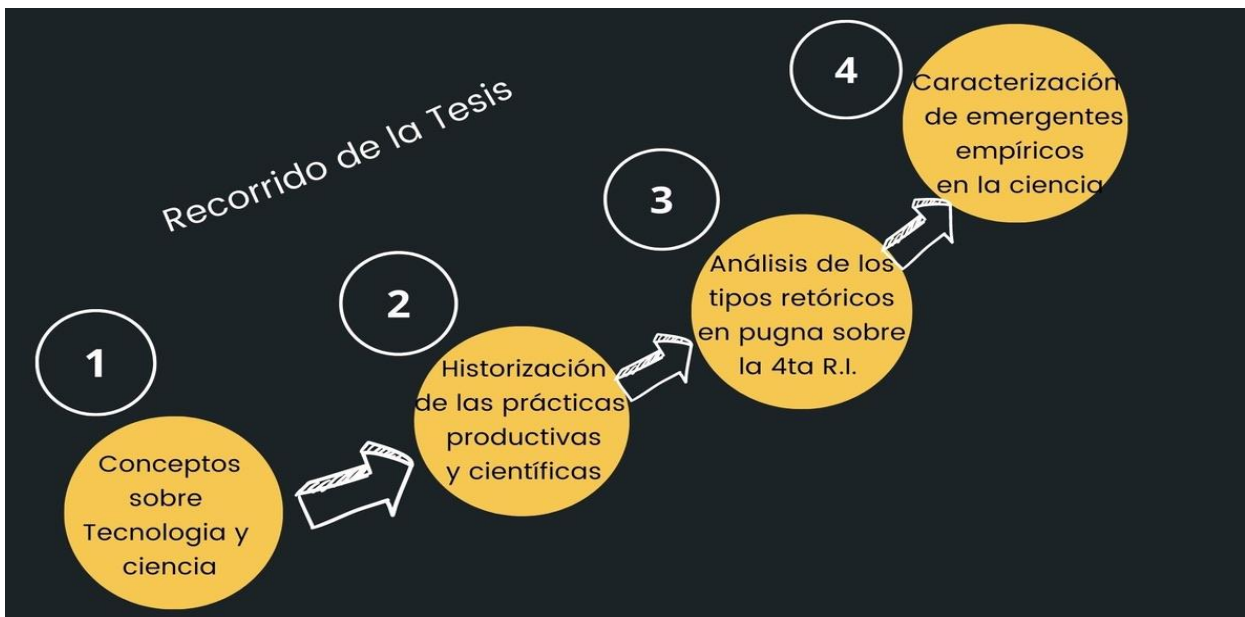 Recorrido de la Tesis
1
Conceptos
sobre
Tecnologia y
ciencia
2
Historización
de las prácticas
productivas
y científicas
3
Análisis de los
tipos retóricos
en pugna sobre
la 4ta R.I.
4
Caracterización
de emergentes
empíricos
en la ciencia